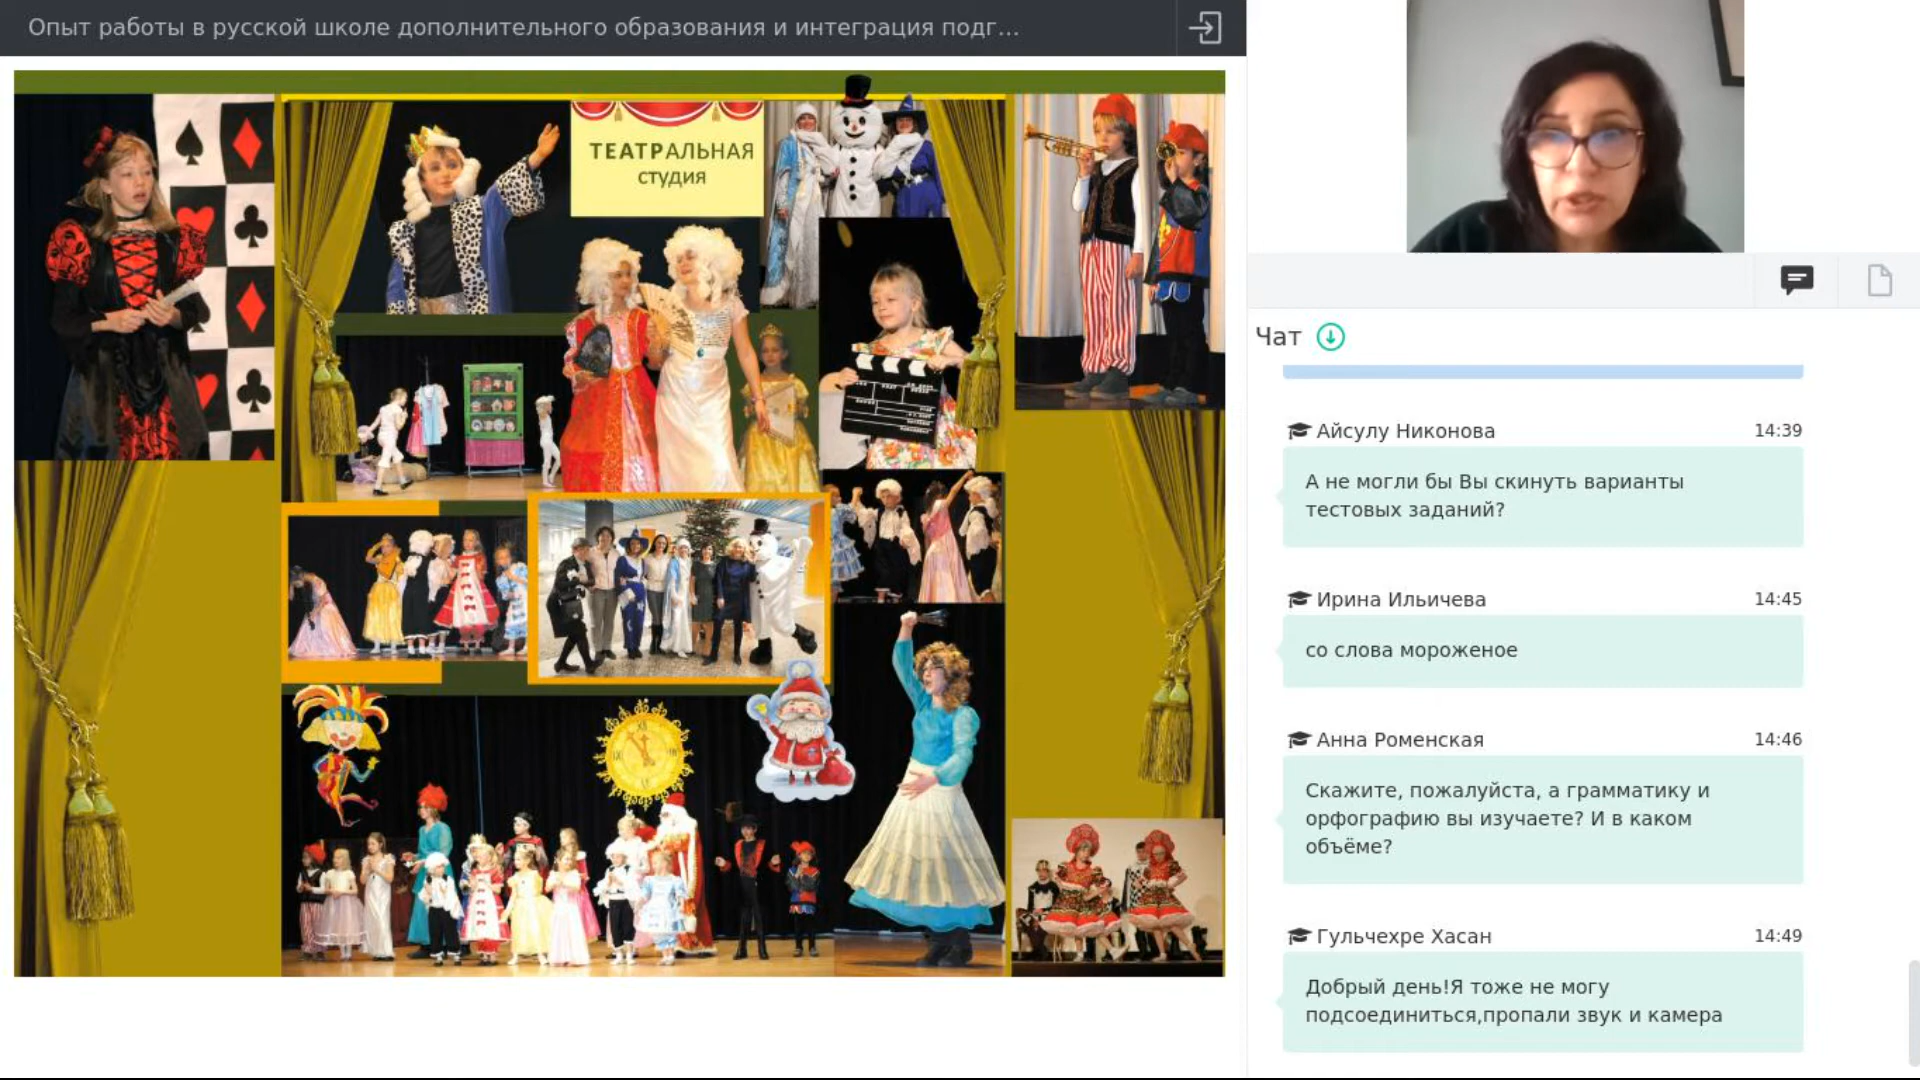 Опыт работы в русской школе дополнительного образования и интеграция подг...
ТЕАТРАЛЬНАЯ
студия
Чат
Айсулу Никонова 14:39
А не могли бы Вы скинуть варианты
тестовых заданий?
Ирина Ильичева 14:45
со слова мороженое
Анна Роменская 14:46
Скажите, пожалуйста, а грамматику и
орфографию вы изучаете? И в каком
объёме?
Гульчехре Хасан 14:49
Добрый день!Я тоже не могу
подсоединиться,пропали звук и камера